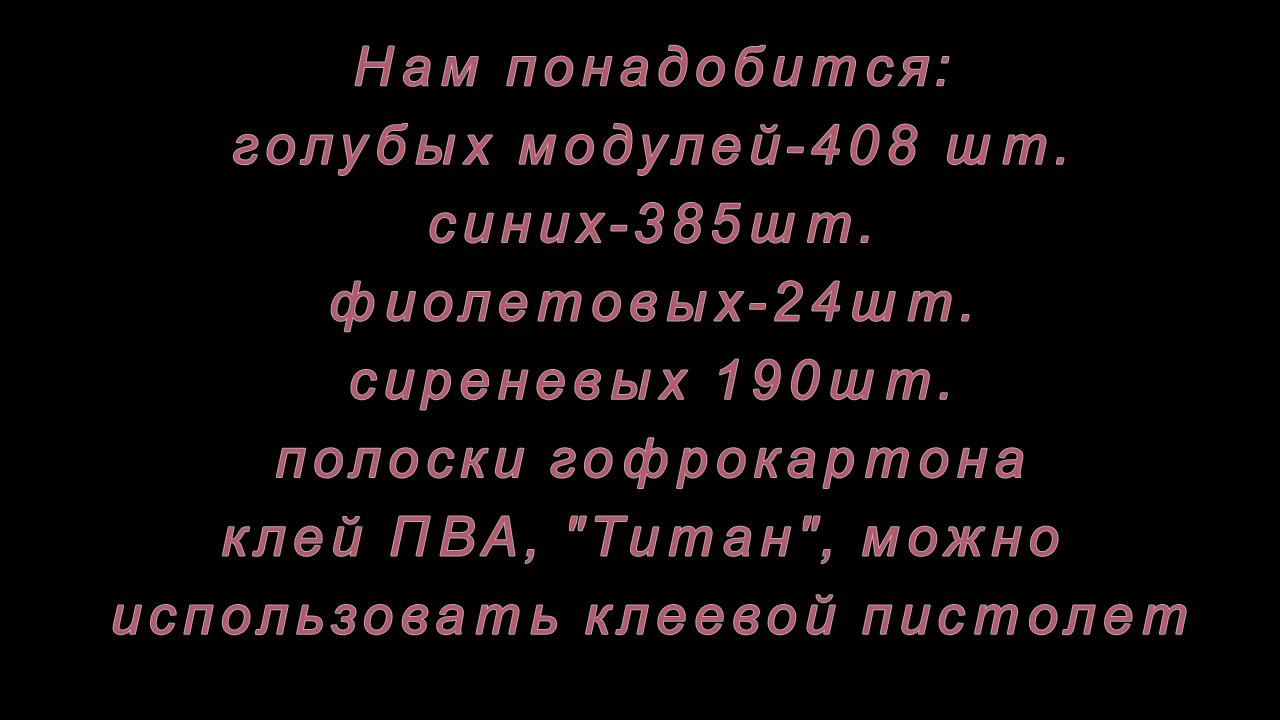 Нам понадобится:
голубых модулей-408 шт.
синих-385шт.
фиолетовых-24шт.
сиреневых 190шт.
полоски гофрокартона
клей ПВА, "Титан", можно
использовать клеевой пистолет